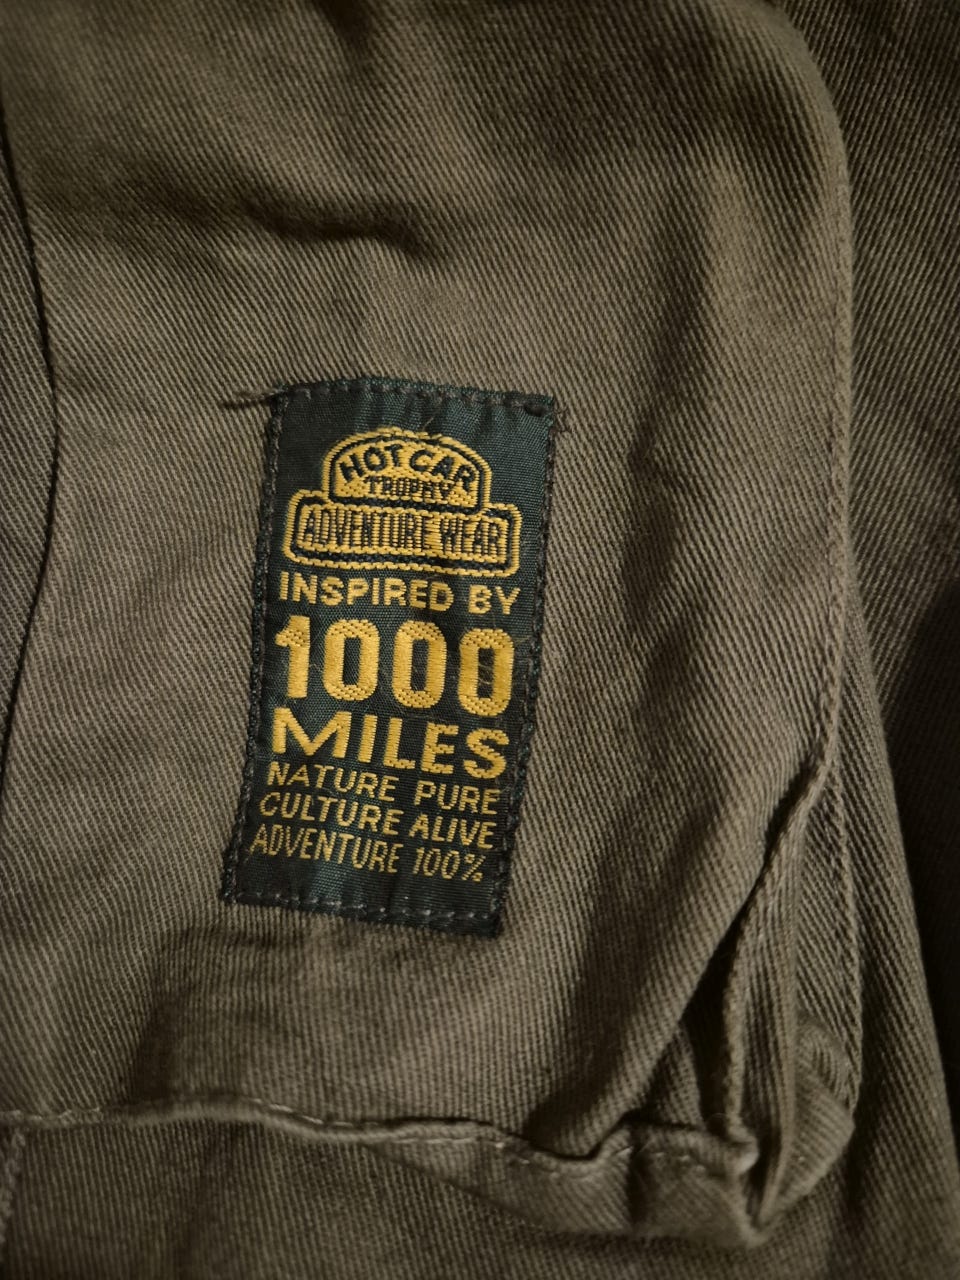 HOT CAR
TROPHY
ADVENTURE WEAR
INSPIRED BY
1000
MILES
NATURE PURE
CULTURE ALIVE
ADVENTURE 100%